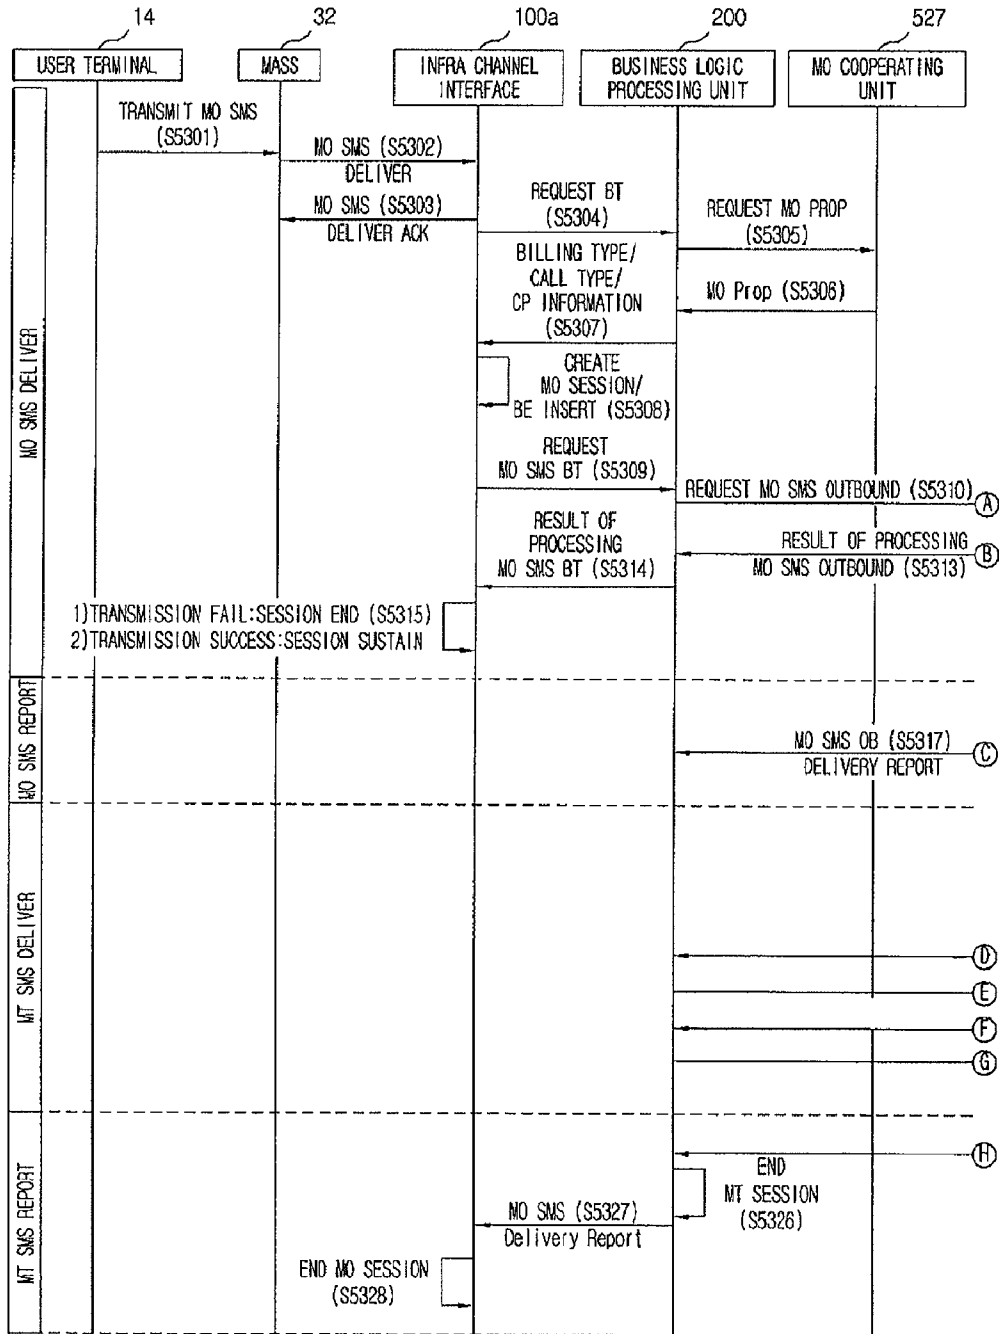 14
32
100a
200
527
USER TERMINAL
MASS
INFRA CHANNEL
INTERFACE
BUSINESS LOGIC
PROCESSING UNIT
MO COOPERATING
UNIT
MO SMS DELIVER
TRANSMIT MO SMS
(S5301)
MO SMS (S5302)
DELIVER
MO SMS (S5303)
DELIVER ACK
REQUEST BT
(S5304)
REQUEST MO PROP
(S5305)
MO Prop (S5306)
BILLING TYPE/
CALL TYPE/
CP INFORMATION
(S5307)
CREATE
MO SESSION/
BE INSERT (S5308)
REQUEST
MO SMS BT (S5309)
REQUEST MO SMS OUTBOUND (S5310)
A
RESULT OF PROCESSING
MO SMS OUTBOUND (S5313)
B
RESULT OF
PROCESSING
MO SMS BT (S5314)
1)TRANSMISSION FAIL:SESSION END (S5315)
2)TRANSMISSION SUCCESS:SESSION SUSTAIN
MO SMS REPORT
MO SMS OB (S5317)
DELIVERY REPORT
C
MT SMS DELIVER
D
E
F
G
MT SMS REPORT
H
END
MT SESSION
(S5326)
MO SMS (S5327)
Delivery Report
END MO SESSION
(S5328)